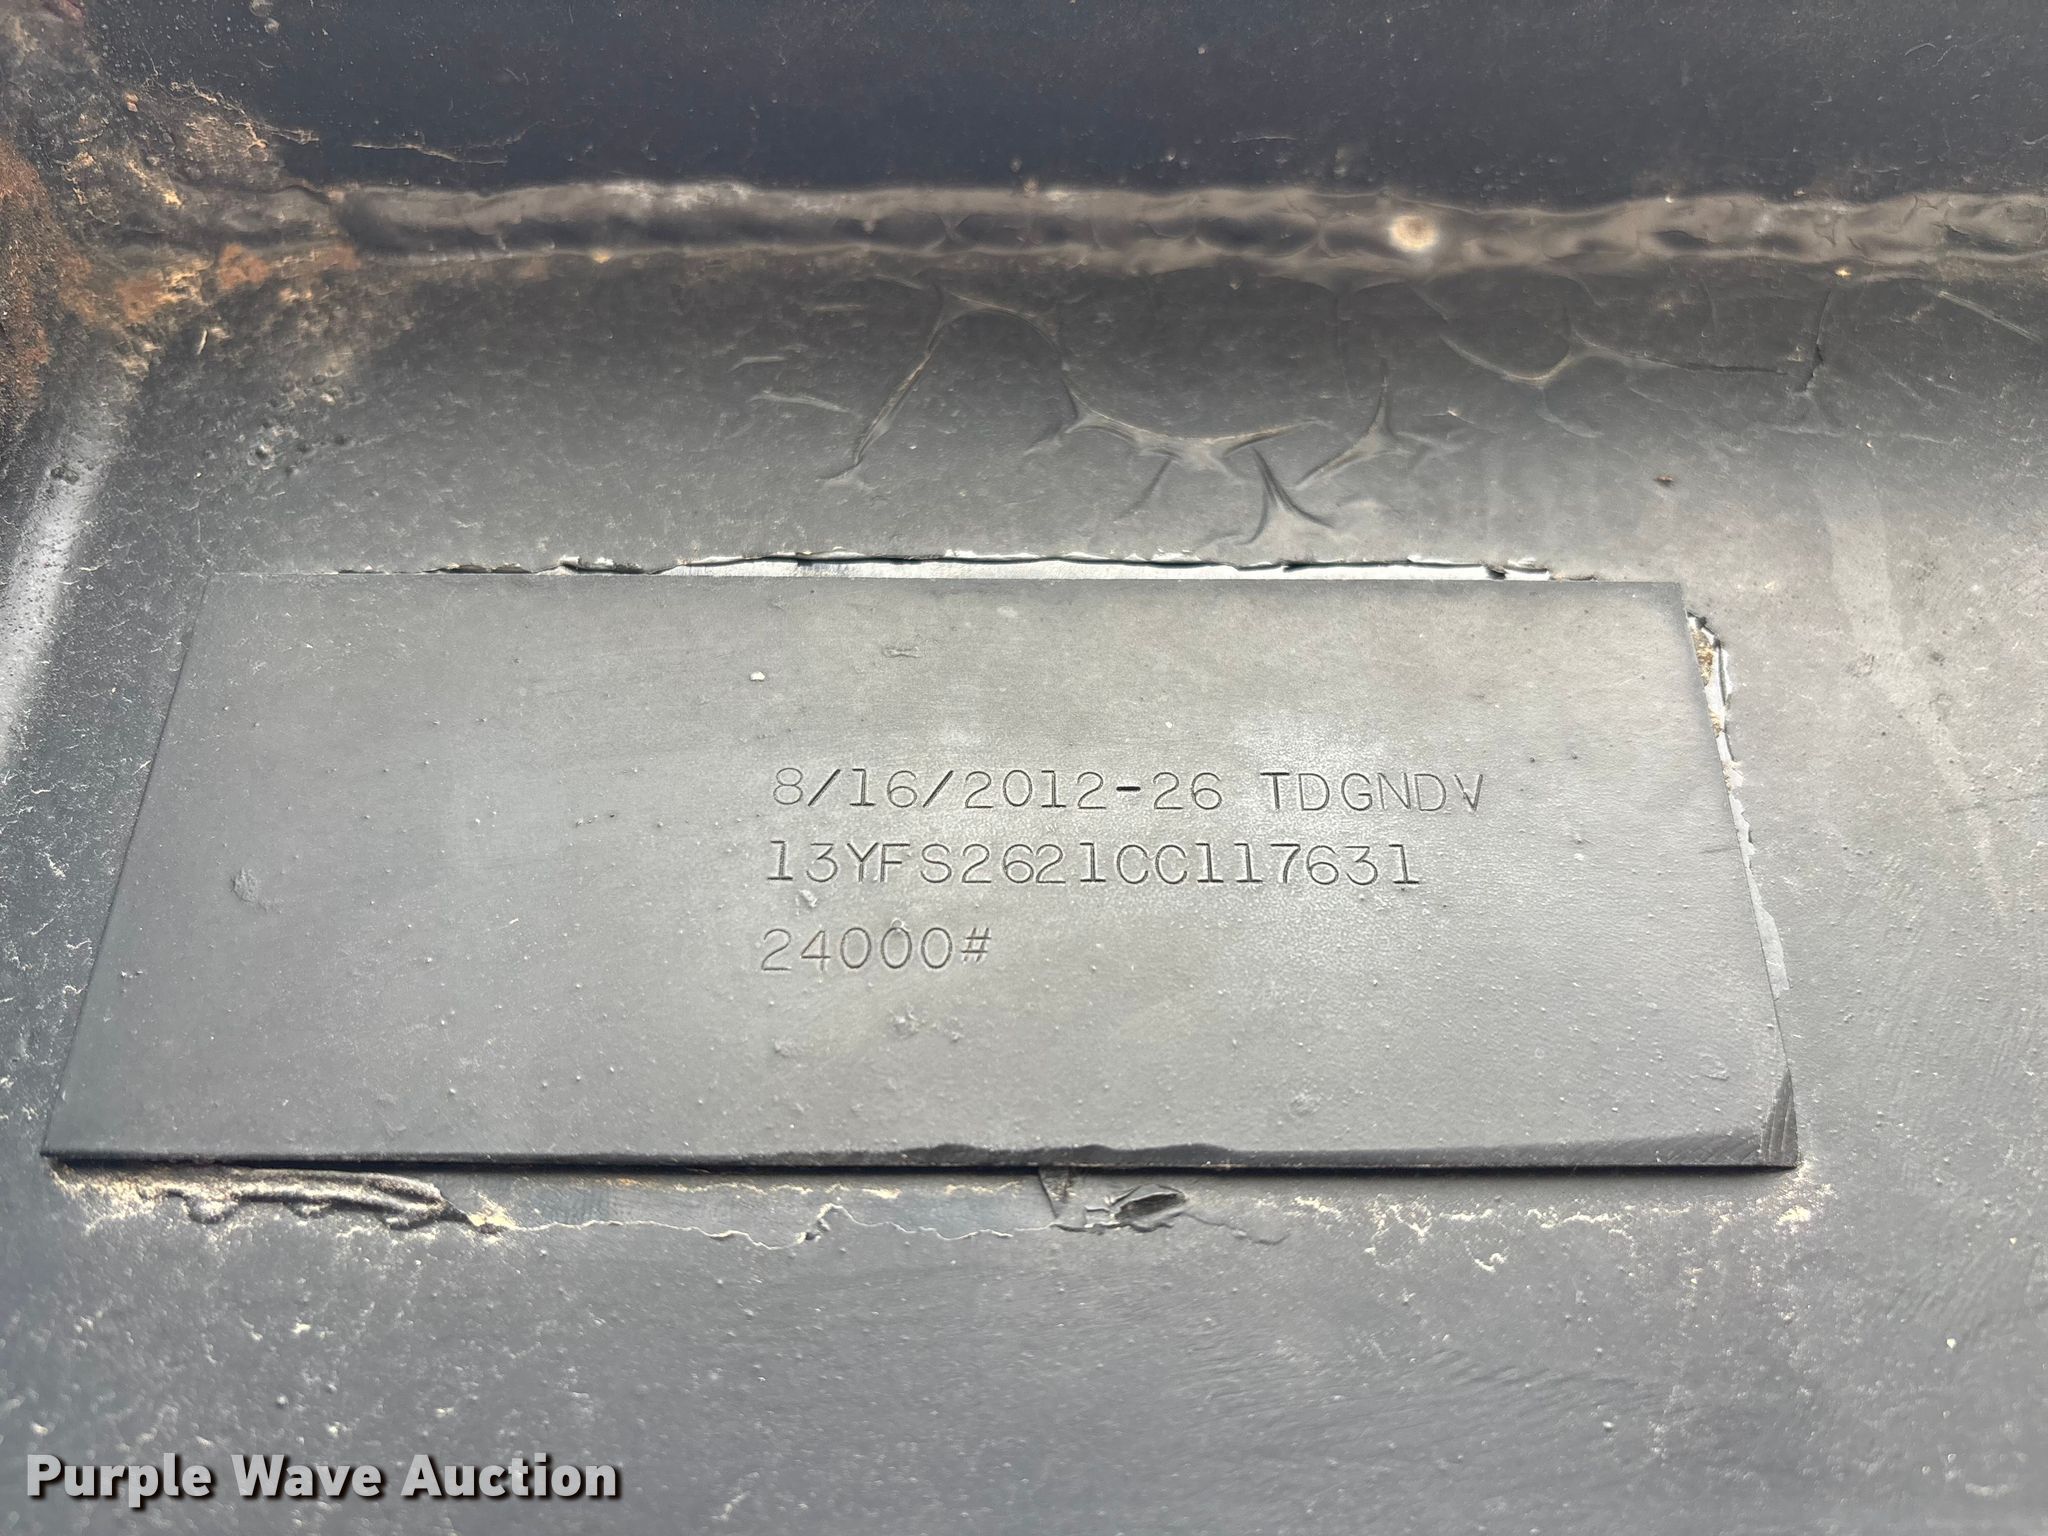 8/16/2012-26 TDGNDV
13YFS2621CC117631
24000#
Purple Wave Auction